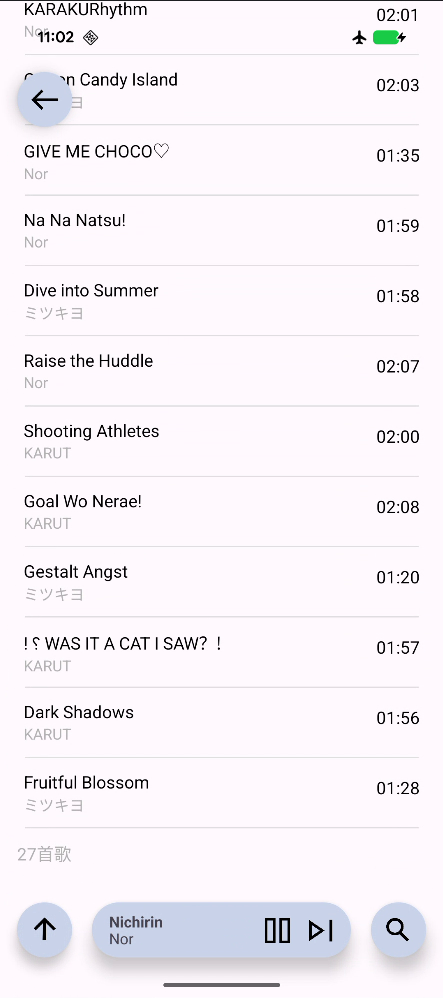 KARAKURhythm
02:01
11:02
Candy Island
02:03
ヨ
GIVE ME CHOCO♡
01:35
Nor
Na Na Natsu!
01:59
Nor
Dive into Summer
01:58
ミツキヨ
Raise the Huddle
02:07
Nor
Shooting Athletes
02:00
KARUT
Goal Wo Nerae!
02:08
KARUT
Gestalt Angst
01:20
ミツキヨ
!؟ WAS IT A CAT I SAW? !
01:57
KARUT
Dark Shadows
01:56
KARUT
Fruitful Blossom
01:28
ミツキヨ
27首歌
Nichirin
Nor